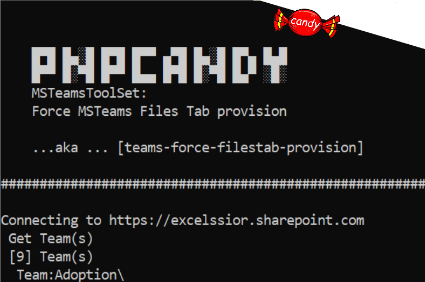 candy
PNPCANDY
MSTeamsToolSet:
Force MSTeams Files Tab provision
...aka ... [teams-force-filestab-provision]
########################################################
Connecting to https://excelssior.sharepoint.com
Get Team(s)
[9] Team(s)
Team:Adoption\